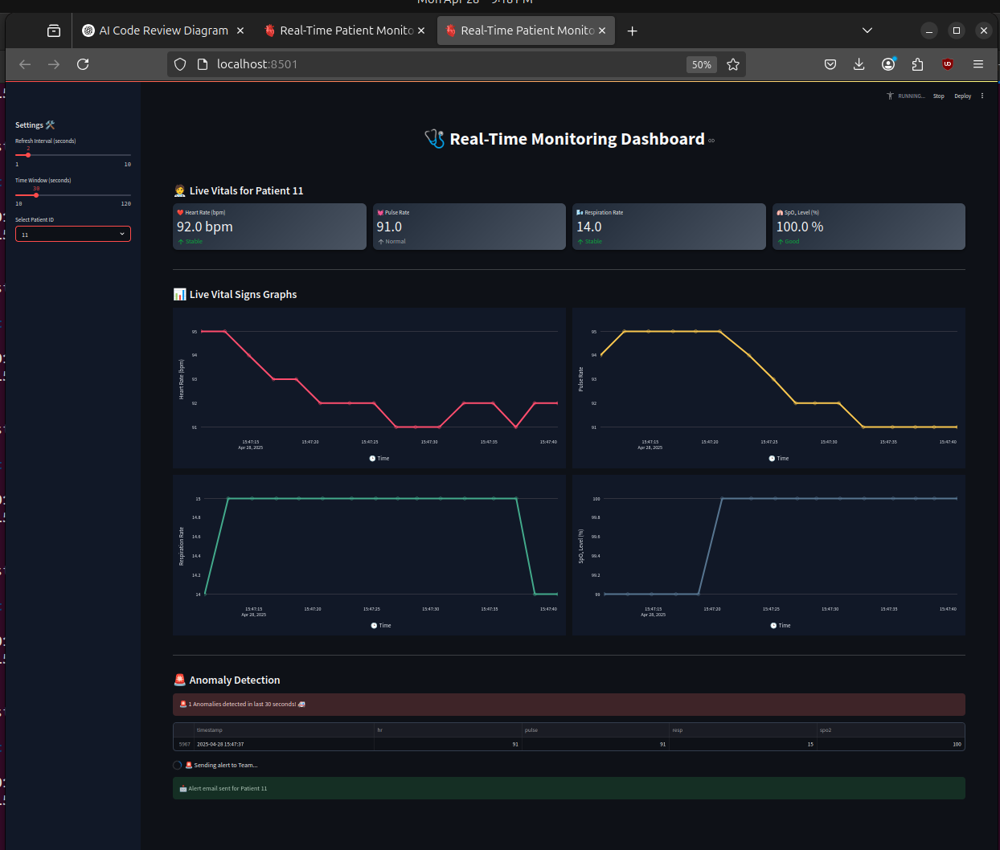 AI Code Review Diagram
Real-Time Patient Monito
Real-Time Patient Monito
localhost:8501
50%
RUNNING...
Stop
Deploy
Settings
Refresh Interval (seconds)
2
1 10
Time Window (seconds)
30
10 120
Select Patient ID
11
Real-Time Monitoring Dashboard
Live Vitals for Patient 11
Heart Rate (bpm)
92.0 bpm
↑ Stable
Pulse Rate
91.0
↑ Normal
Respiration Rate
14.0
↑ Stable
SpO₂ Level (%)
100.0 %
↑ Good
Live Vital Signs Graphs
95
94
93
92
91
Heart Rate (bpm)
15:47:15 15:47:20 15:47:25 15:47:30 15:47:35 15:47:40
Apr 28, 2025
Time
95
94
93
92
91
Pulse Rate
15:47:15 15:47:20 15:47:25 15:47:30 15:47:35 15:47:40
Apr 28, 2025
Time
15
14.8
14.6
14.4
14.2
14
Respiration Rate
15:47:15 15:47:20 15:47:25 15:47:30 15:47:35 15:47:40
Apr 28, 2025
Time
100
99.8
99.6
99.4
99.2
99
SpO₂ Level (%)
15:47:15 15:47:20 15:47:25 15:47:30 15:47:35 15:47:40
Apr 28, 2025
Time
Anomaly Detection
1 Anomalies detected in last 30 seconds!
timestamp hr pulse resp spo2
5967 2025-04-28 15:47:37 91 91 15 100
Sending alert to Team...
Alert email sent for Patient 11